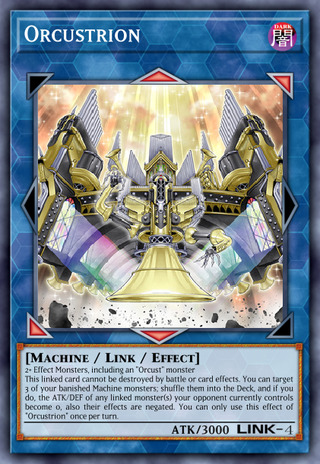 ORCUSTRION
DARK
闇
[MACHINE / LINK / EFFECT]
2+ Effect Monsters, including an "Orcust" monster
This linked card cannot be destroyed by battle or card effects. You can target
3 of your banished Machine monsters; shuffle them into the Deck, and if you
do, the ATK/DEF of any linked monster(s) your opponent currently controls
become 0, also their effects are negated. You can only use this effect of
"Orcustrion" once per turn.
ATK/3000 LINK-4